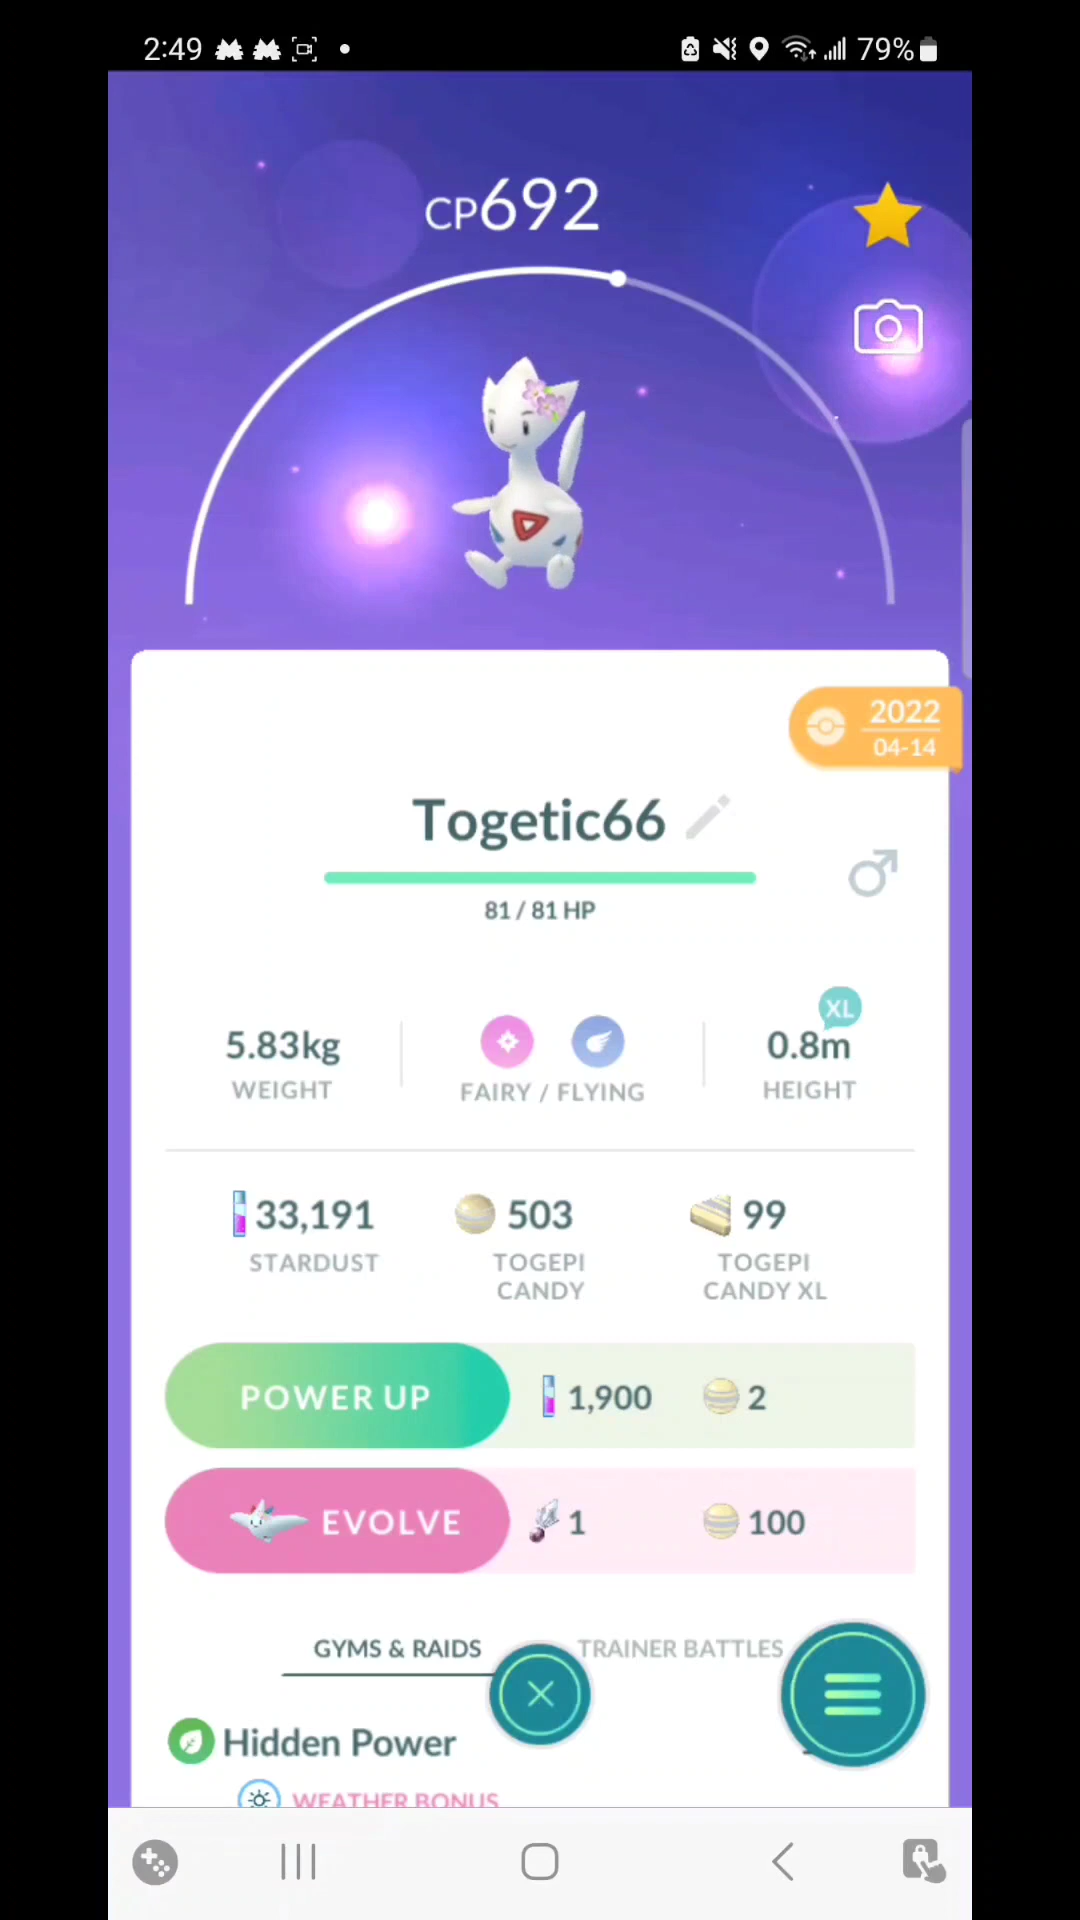 2:49 79%
CP692
2022
04-14
Togetic66
81 / 81 HP
XL
5.83kg 0.8m
WEIGHT FAIRY / FLYING HEIGHT
33,191 503 99
STARDUST TOGEPI CANDY TOGEPI CANDY XL
POWER UP 1,900 2
EVOLVE 1 100
GYMS & RAIDS TRAINER BATTLES
Hidden Power
WEATHER BONUS